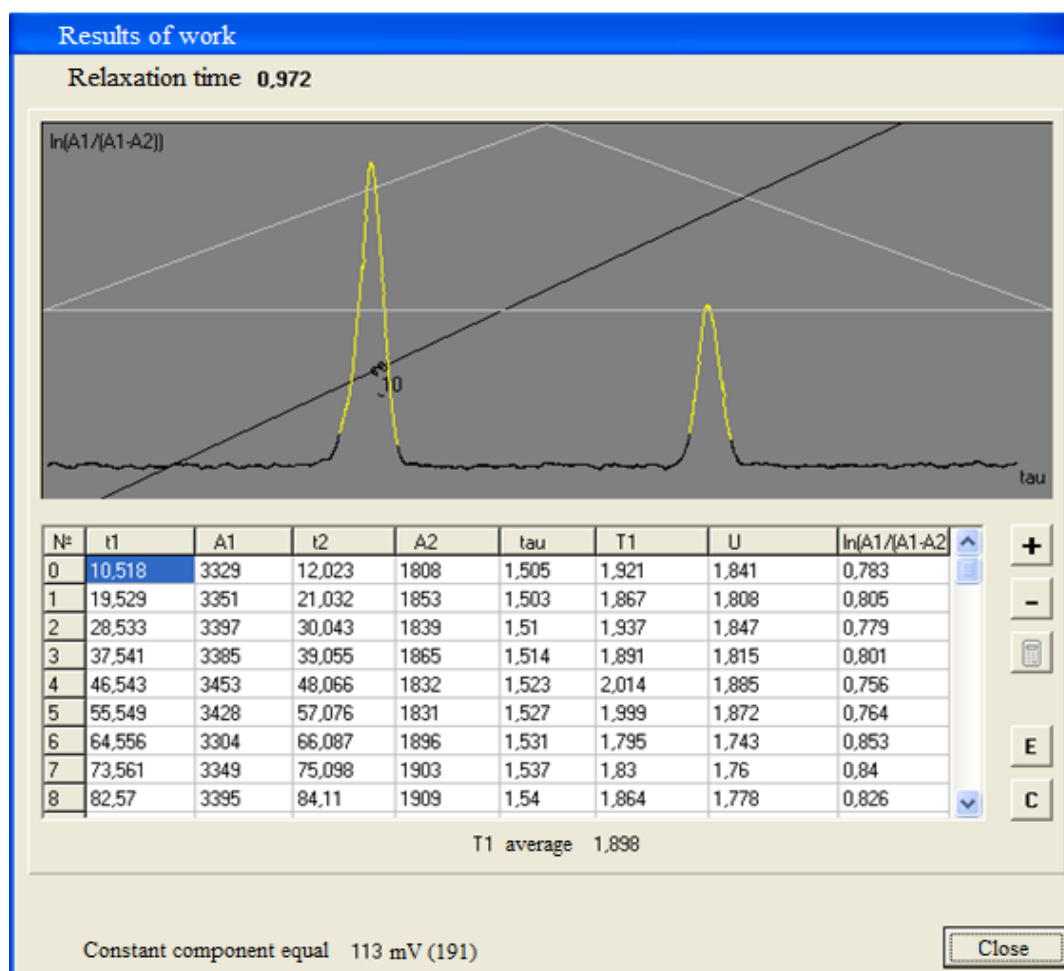 Results of work
Relaxation time 0,972
ln(A1/(A1-A2))
10
tau
№ t1 A1 t2 A2 tau T1 U ln(A1/(A1-A2
0 10,518 3329 12,023 1808 1,505 1,921 1,841 0,783
1 19,529 3351 21,032 1853 1,503 1,867 1,808 0,805
2 28,533 3397 30,043 1839 1,51 1,937 1,847 0,779
3 37,541 3385 39,055 1865 1,514 1,891 1,815 0,801
4 46,543 3453 48,066 1832 1,523 2,014 1,885 0,756
5 55,549 3428 57,076 1831 1,527 1,999 1,872 0,764
6 64,556 3304 66,087 1896 1,531 1,795 1,743 0,853
7 73,561 3349 75,098 1903 1,537 1,83 1,76 0,84
8 82,57 3395 84,11 1909 1,54 1,864 1,778 0,826
+
-
E
C
T1 average 1,898
Constant component equal 113 mV (191)
Close